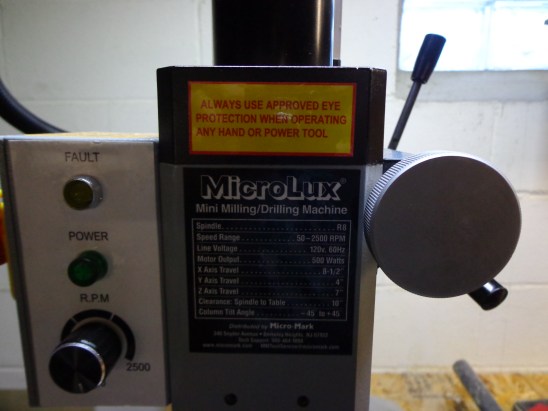 ALWAYS USE APPROVED EYE
PROTECTION WHEN OPERATING
ANY HAND OR POWER TOOL
FAULT
POWER
R.P.M
2500
MicroLux®
Mini Milling/Drilling Machine
Spindle R8
Speed Range 50-2500 RPM
Line Voltage 120v. 60Hz
Motor Output 500 Watts
X Axis Travel 8-1/2"
Y Axis Travel 4"
Z Axis Travel 7"
Clearance: Spindle to Table 10"
Column Tilt Angle -45 to +45
Distributed by Micro Mark